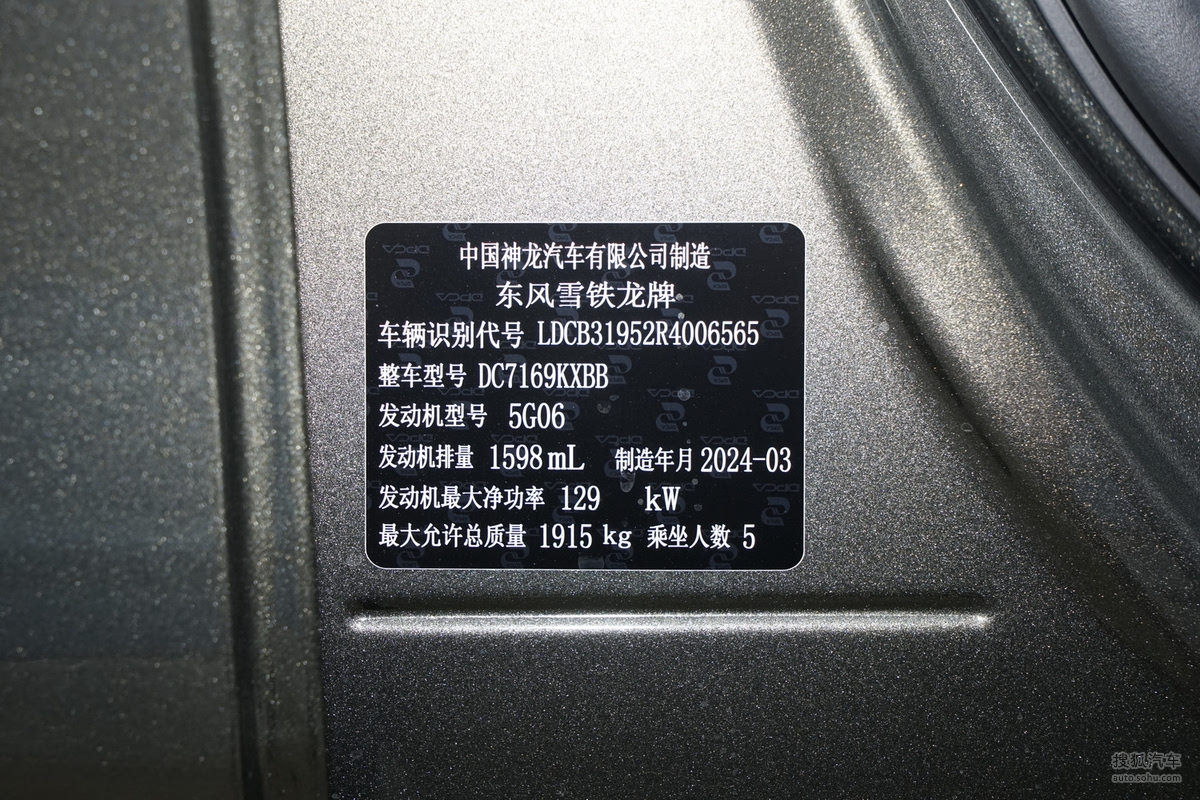 中国神龙汽车有限公司制造
东风雪铁龙牌
车辆识别代号 LDCB31952R4006565
整车型号 DC7169KXBB
发动机型号 5G06
发动机排量 1598 mL 制造年月 2024-03
发动机最大净功率 129 kW
最大允许总质量 1915 kg 乘坐人数 5
搜狐汽车
auto.sohu.com